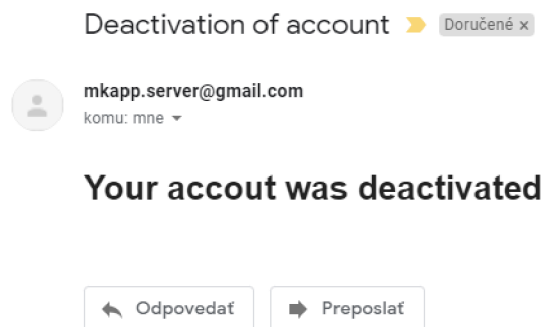 Deactivation of account Doručené ×
mkapp.server@gmail.com
komu: mne
Your accout was deactivated
Odpovedať Preposlať